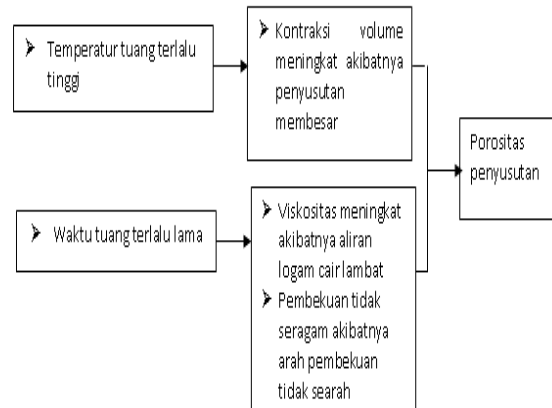 ➤ Temperatur tuang terlalu
tinggi
➤ Kontraksi volume
meningkat akibatnya
penyusutan
membesar
Porositas
penyusutan
➤ Waktu tuang terlalu lama
➤ Viskositas meningkat
akibatnya aliran
logam cair lambat
➤ Pembekuan tidak
seragam akibatnya
arah pembekuan
tidak searah